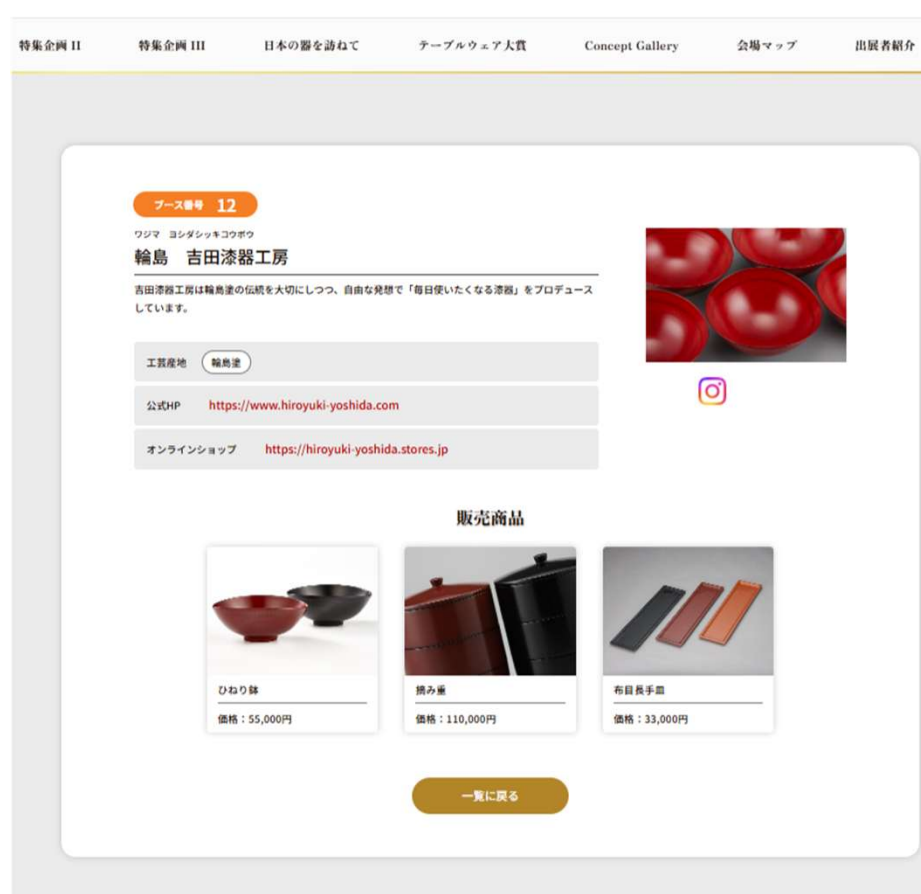 特集企画 II 特集企画 III 日本の器を訪ねて テーブルウェア大賞 Concept Gallery 会場マップ 出展者紹介
ブース番号 12
ワジマ ヨシダシッキコウボウ
輪島 吉田漆器工房
吉田漆器工房は輪島塗の伝統を大切にしつつ、自由な発想で「毎日使いたくなる漆器」をプロデュース
しています。
工芸産地 輪島塗
公式HP https://www.hiroyuki-yoshida.com
オンラインショップ https://hiroyuki-yoshida.stores.jp
販売商品
ひねり鉢
価格：55,000円
摘み重
価格：110,000円
布目長手皿
価格：33,000円
一覧に戻る